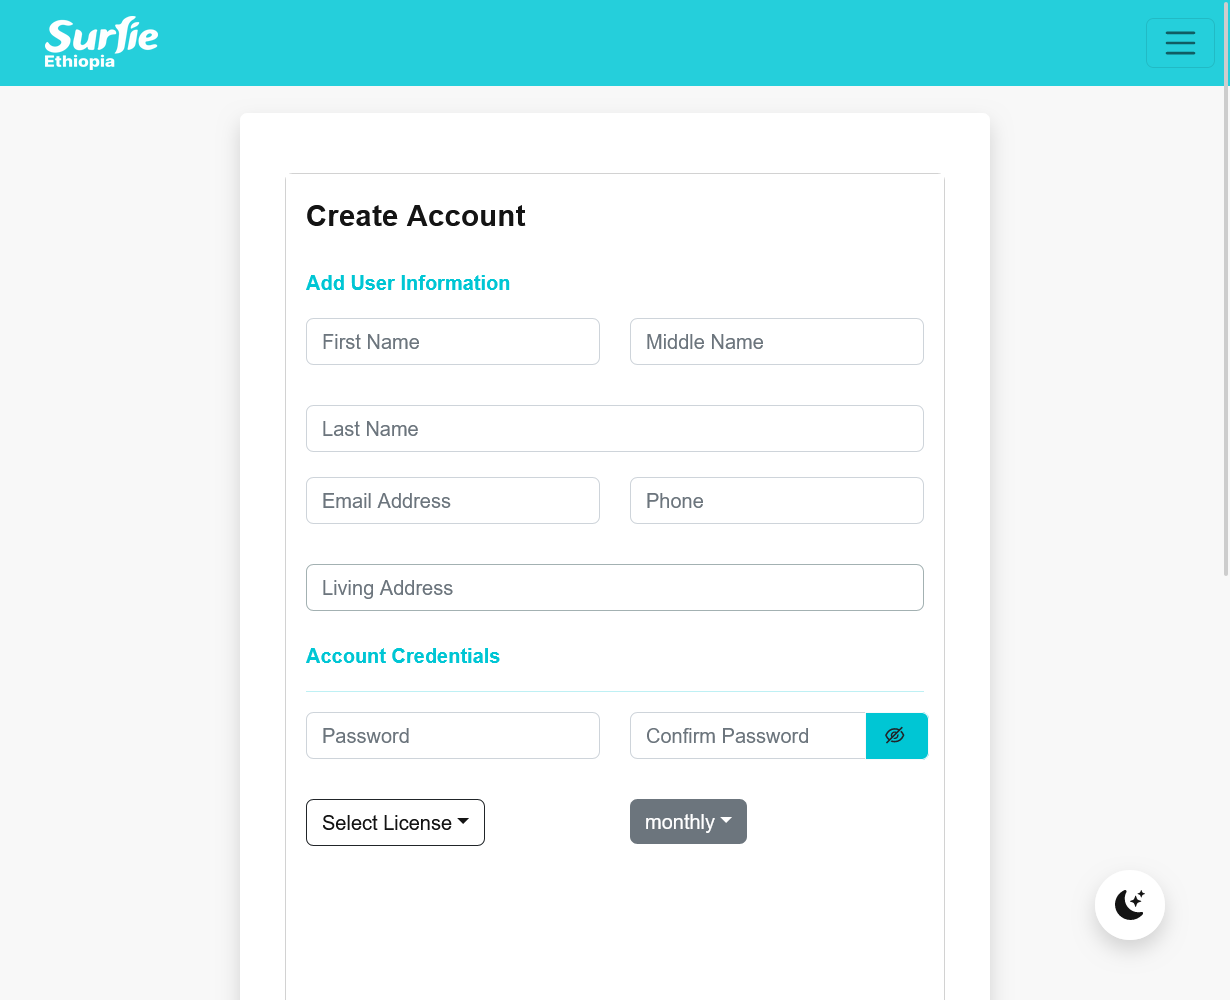 Surfie
Ethiopia
Create Account
Add User Information
First Name
Middle Name
Last Name
Email Address
Phone
Living Address
Account Credentials
Password
Confirm Password
Select License
monthly